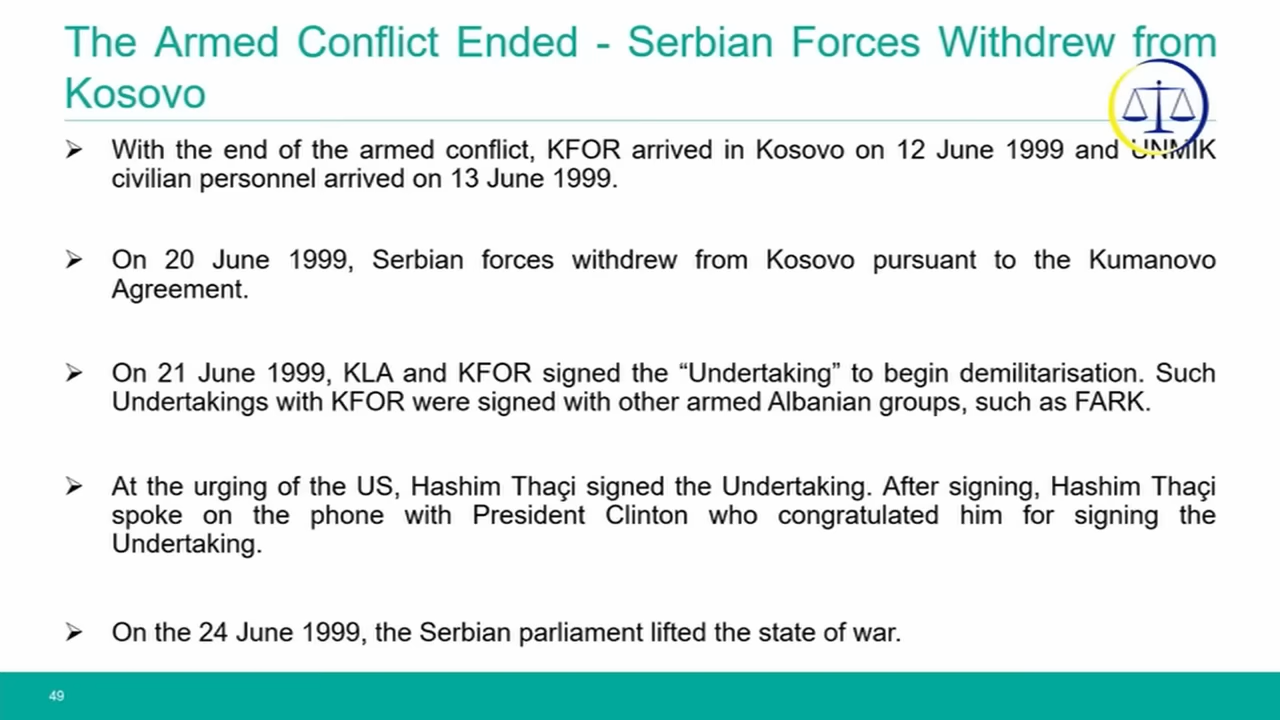 The Armed Conflict Ended - Serbian Forces Withdrew from
Kosovo
➢ With the end of the armed conflict, KFOR arrived in Kosovo on 12 June 1999 and UNMIK
civilian personnel arrived on 13 June 1999.
➢ On 20 June 1999, Serbian forces withdrew from Kosovo pursuant to the Kumanovo
Agreement.
➢ On 21 June 1999, KLA and KFOR signed the “Undertaking” to begin demilitarisation. Such
Undertakings with KFOR were signed with other armed Albanian groups, such as FARK.
➢ At the urging of the US, Hashim Thaçi signed the Undertaking. After signing, Hashim Thaçi
spoke on the phone with President Clinton who congratulated him for signing the
Undertaking.
➢ On the 24 June 1999, the Serbian parliament lifted the state of war.
49